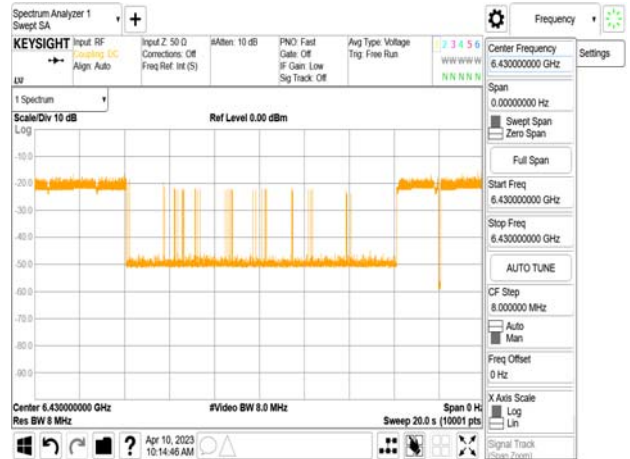 Spectrum Analyzer 1
Swept SA
+
Frequency
Settings
KEYSIGHT
Input: RF
Coupling: DC
Align: Auto
Input Z: 50 Ω
Corrections: Off
Freq Ref: Int (S)
#Atten: 10 dB
PNO: Fast
Gate: Off
IF Gain: Low
Sig Track: Off
Avg Type: Voltage
Trig: Free Run
1 2 3 4 5 6
W W W W W
N N N N N
LXI
1 Spectrum
Scale/Div 10 dB
Ref Level 0.00 dBm
Log
-10.0
-20.0
-30.0
-40.0
-50.0
-60.0
-70.0
-80.0
-90.0
Center 6.430000000 GHz
#Video BW 8.0 MHz
Span 0 Hz
Res BW 8 MHz
Sweep 20.0 s (10001 pts
Center Frequency
6.430000000 GHz
Span
0.00000000 Hz
Swept Span
Zero Span
Full Span
Start Freq
6.430000000 GHz
Stop Freq
6.430000000 GHz
AUTO TUNE
CF Step
8.000000 MHz
Auto
Man
Freq Offset
0 Hz
X Axis Scale
Log
Lin
Signal Track
(Span Zoom)
?
Apr 10, 2023
10:14:46 AM